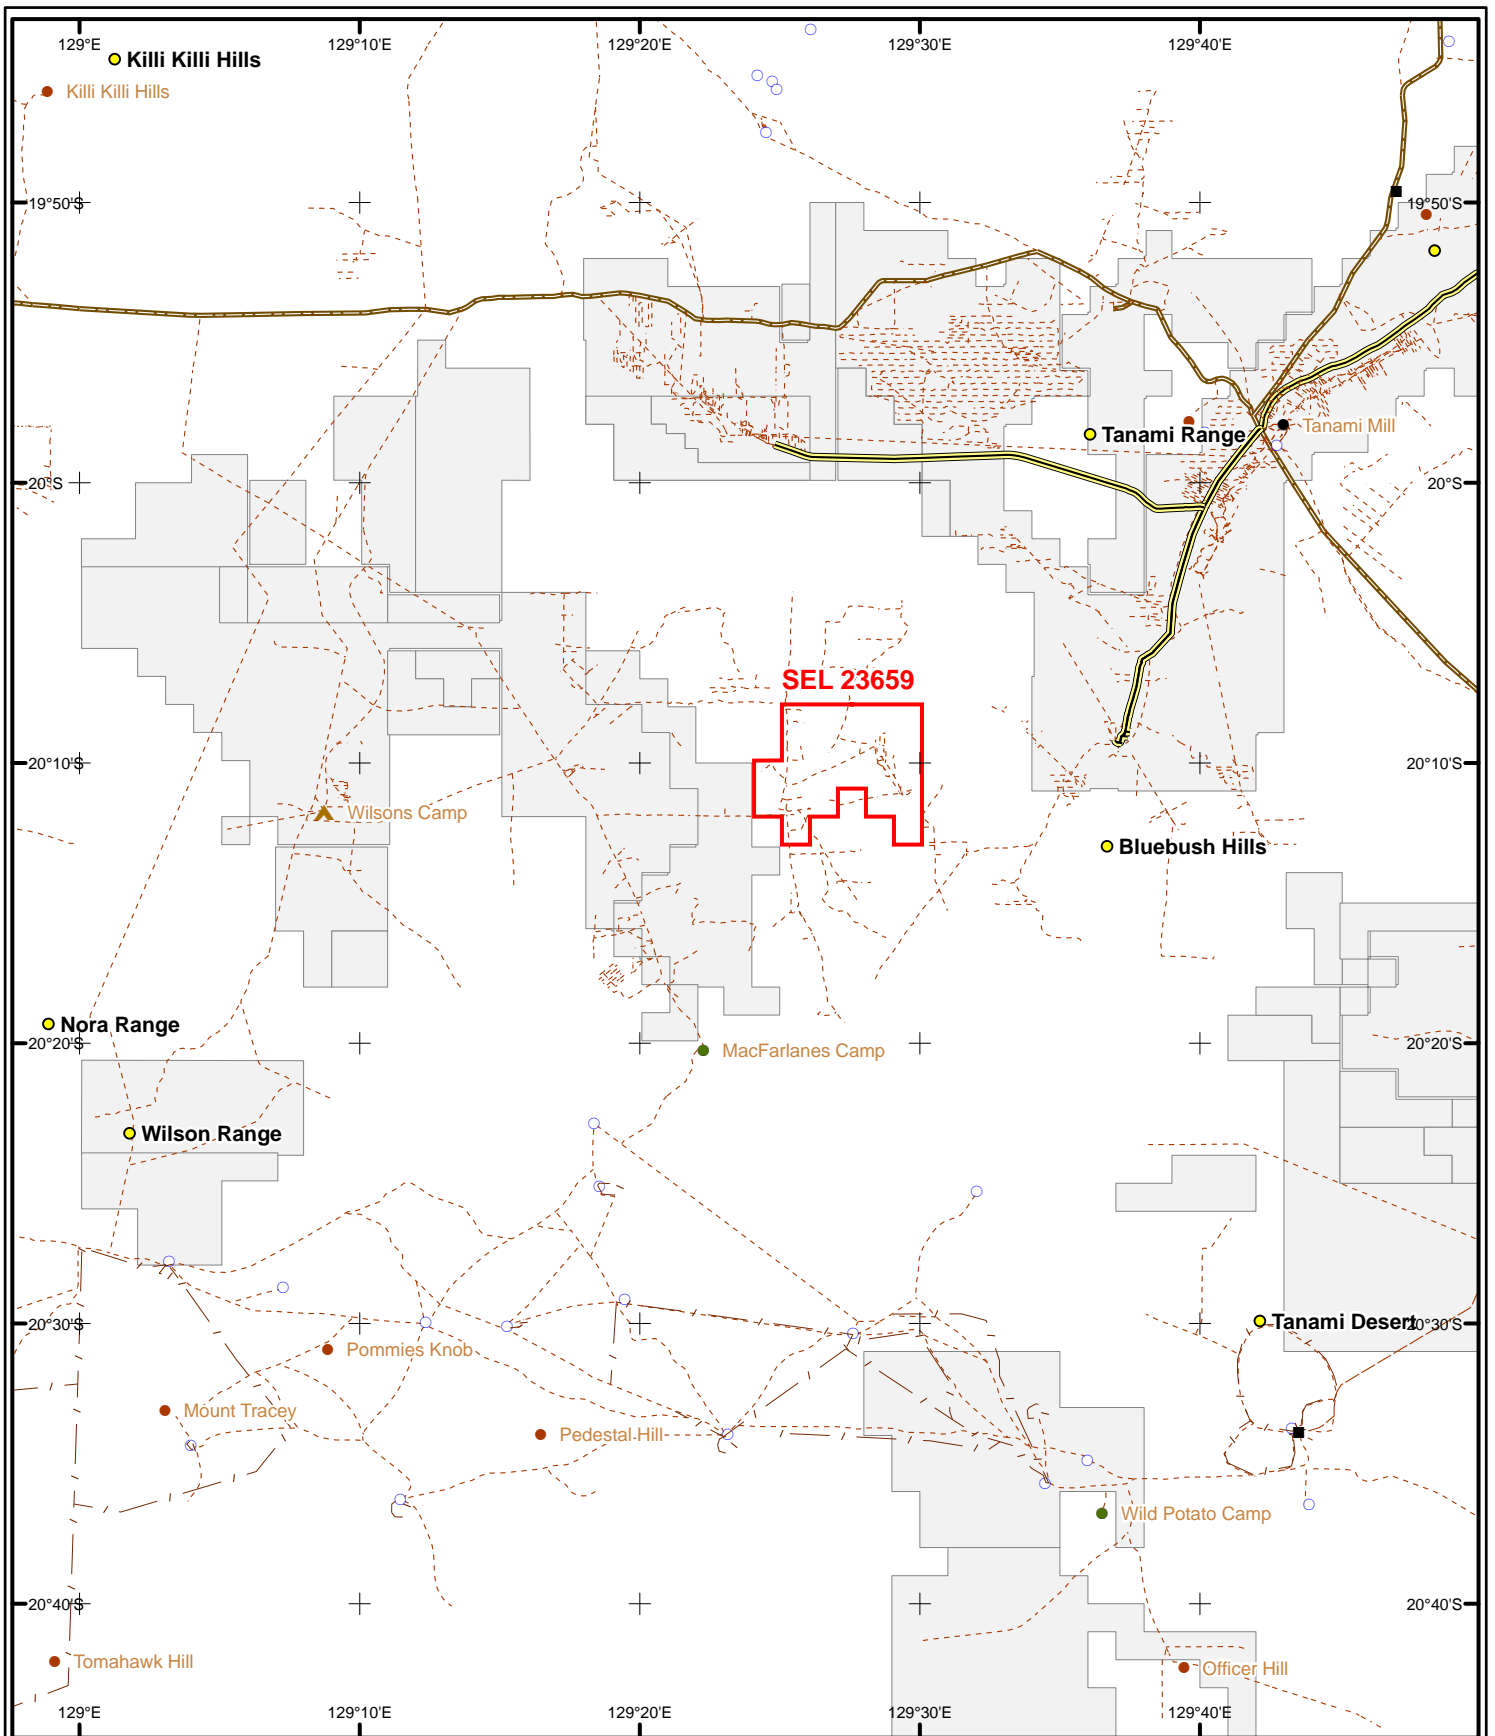 129°E 129°10'E 129°20'E 129°30'E 129°40'E
Killi Killi Hills
Killi Killi Hills
19°50'S 19°50'S
Tanami Mill
Tanami Range
20°S 20°S
SEL 23659
20°10'S 20°10'S
Wilsons Camp
Bluebush Hills
Nora Range
20°20'S 20°20'S
MacFarlanes Camp
Wilson Range
Tanami Desert
20°30'S 20°30'S
Pommies Knob
Mount Tracey
Pedestal Hill
Wild Potato Camp
20°40'S 20°40'S
Tomahawk Hill
Officer Hill
129°E 129°10'E 129°20'E 129°30'E 129°40'E